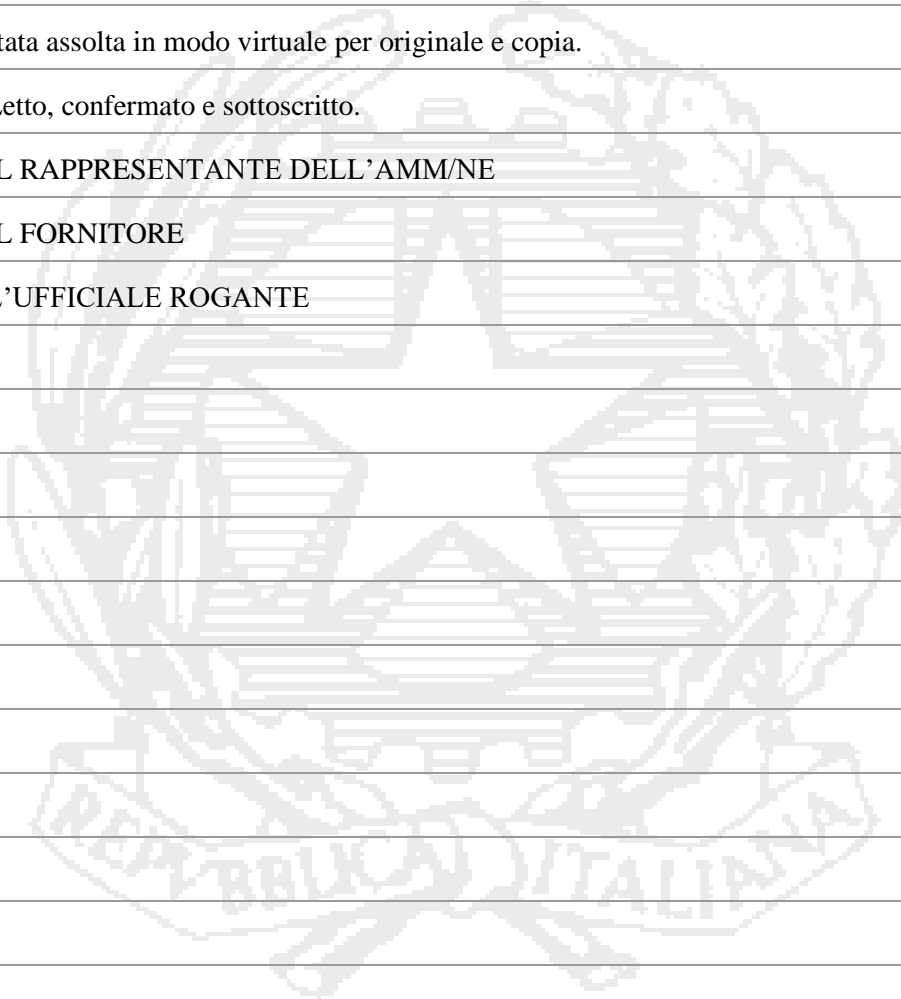 tata assolta in modo virtuale per originale e copia.
etto, confermato e sottoscritto.
L RAPPRESENTANTE DELL’AMM/NE
L FORNITORE
’UFFICIALE ROGANTE
REPVBBLICA ITALIANA